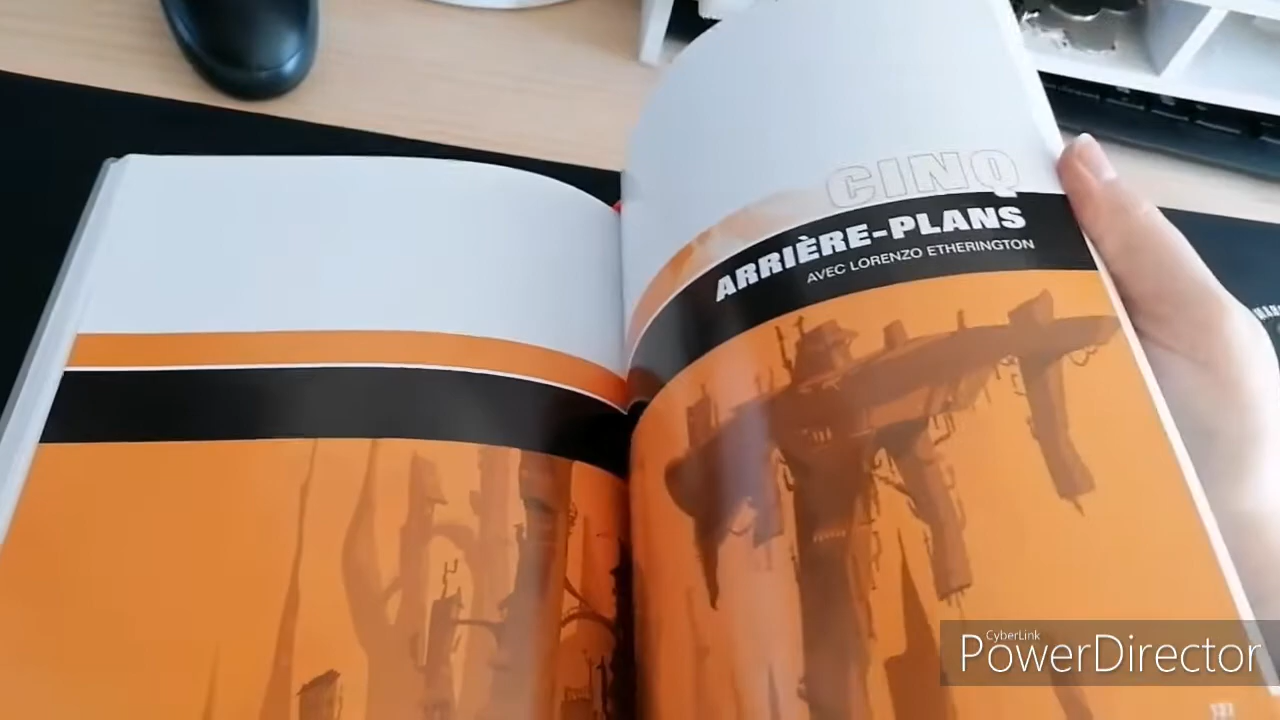 CINQ
ARRIÈRE-PLANS
AVEC LORENZO ETHERINGTON
CyberLink
PowerDirector